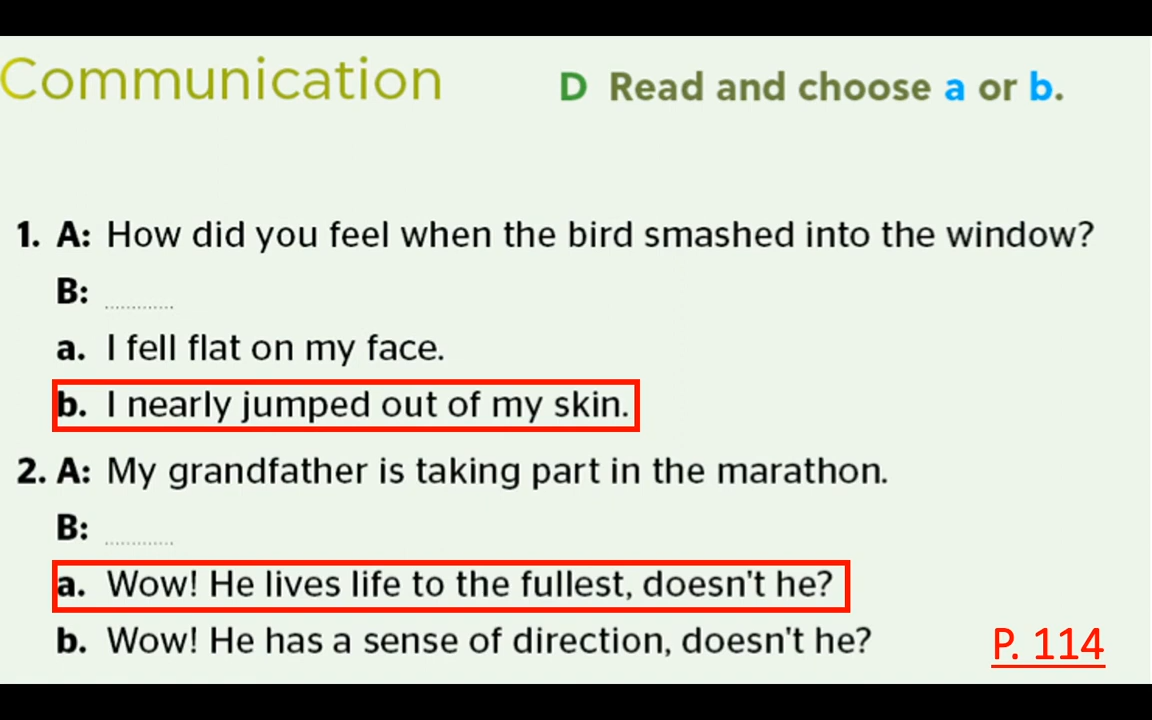 Communication
D Read and choose a or b.
1. A: How did you feel when the bird smashed into the window?
B: ............
a. I fell flat on my face.
b. I nearly jumped out of my skin.
2. A: My grandfather is taking part in the marathon.
B: ............
a. Wow! He lives life to the fullest, doesn't he?
b. Wow! He has a sense of direction, doesn't he?
P. 114